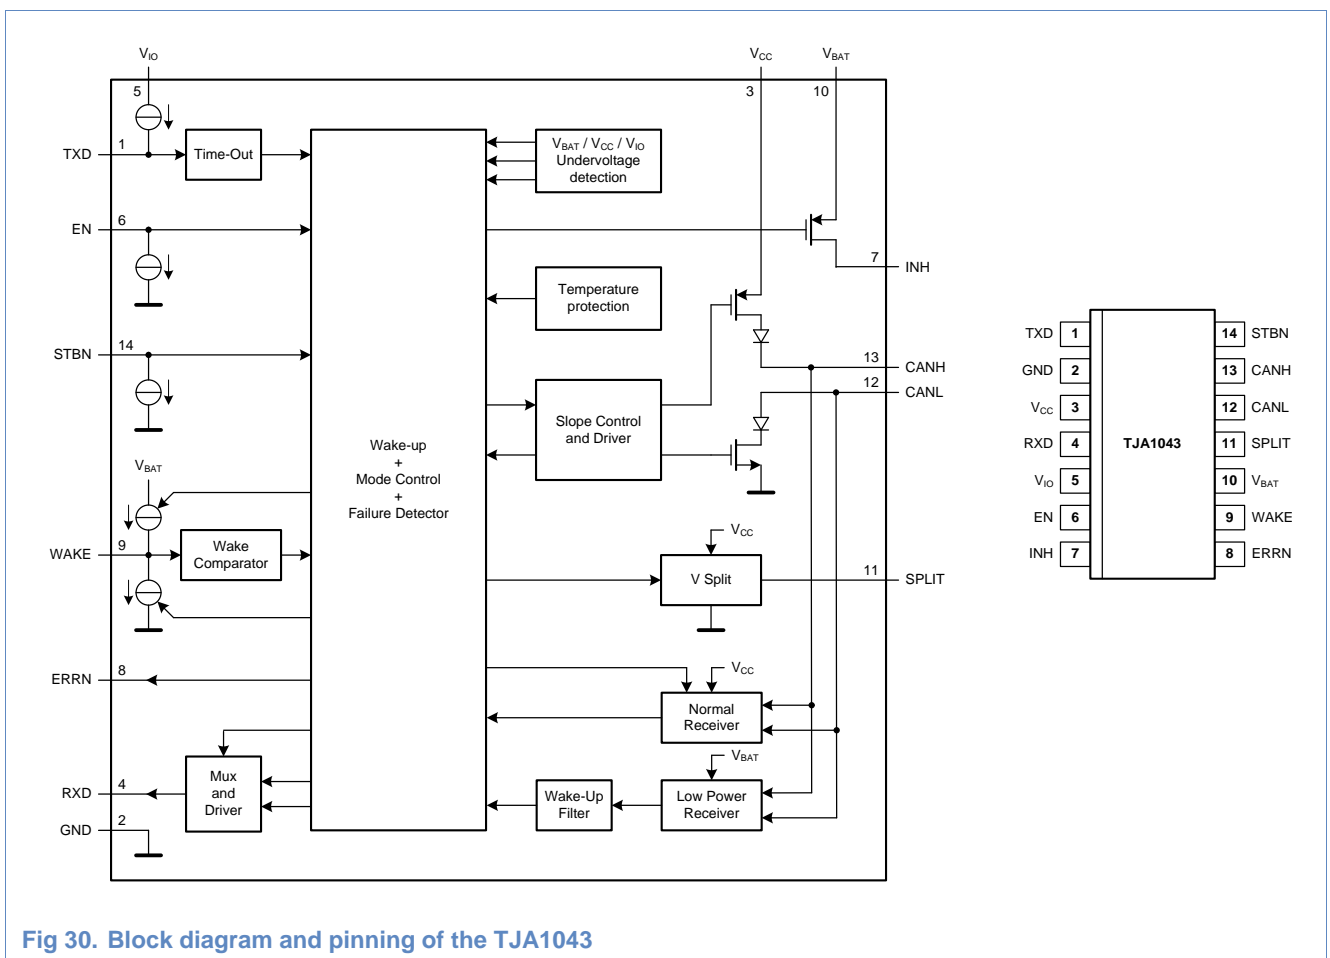 VIO
VCC
VBAT
5
3
10
TXD
1
Time-Out
VBAT / VCC / VIO
Undervoltage
detection
EN
6
7
INH
Temperature
protection
STBN
14
13
CANH
12
CANL
Slope Control
and Driver
Wake-up
+
Mode Control
+
Failure Detector
VBAT
WAKE
9
Wake
Comparator
VCC
V Split
11
SPLIT
ERRN
8
VCC
Normal
Receiver
VBAT
RXD
4
Mux
and
Driver
Wake-Up
Filter
Low Power
Receiver
GND
2
TXD 1
GND 2
VCC 3
RXD 4
VIO 5
EN 6
INH 7
TJA1043
14 STBN
13 CANH
12 CANL
11 SPLIT
10 VBAT
9 WAKE
8 ERRN
Fig 30. Block diagram and pinning of the TJA1043